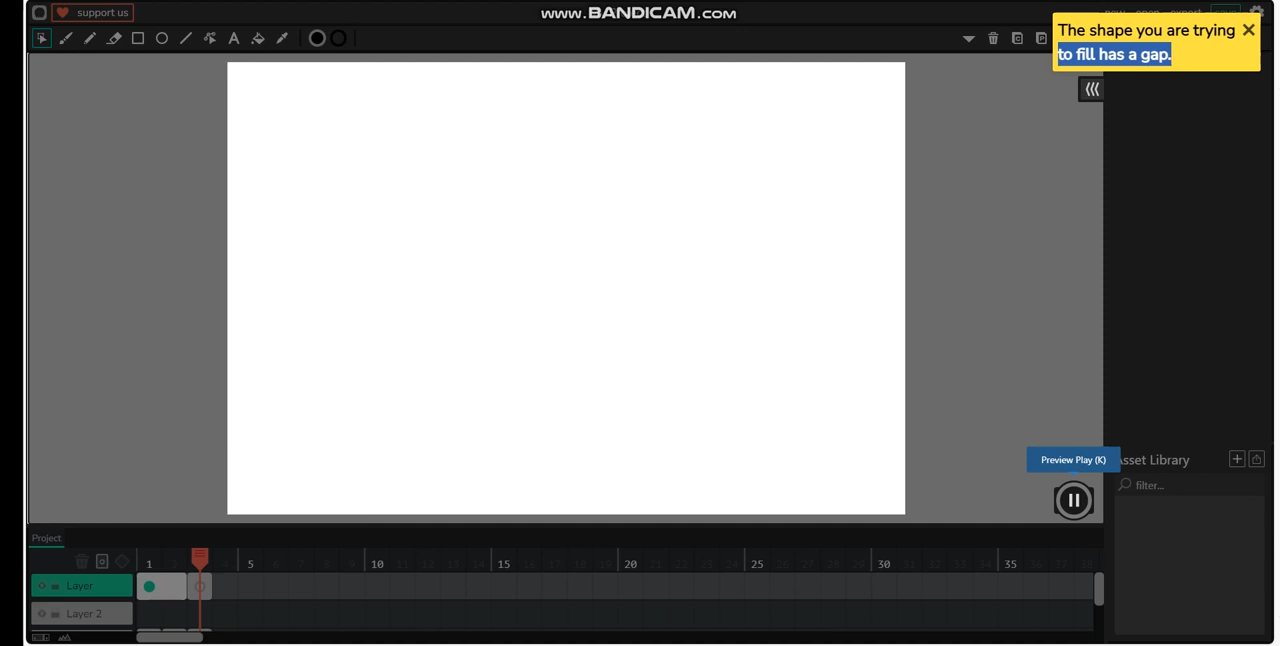 support us
www.BANDICAM.com
The shape you are trying
to fill has a gap.
Preview Play (K)
Asset Library
filter...
Project
1 5 10 15 20 25 30 35
Layer
Layer 2